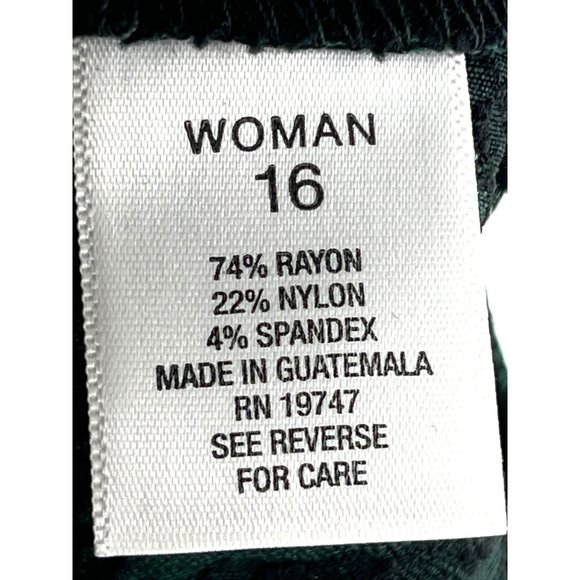 WOMAN
16
74% RAYON
22% NYLON
4% SPANDEX
MADE IN GUATEMALA
RN 19747
SEE REVERSE
FOR CARE